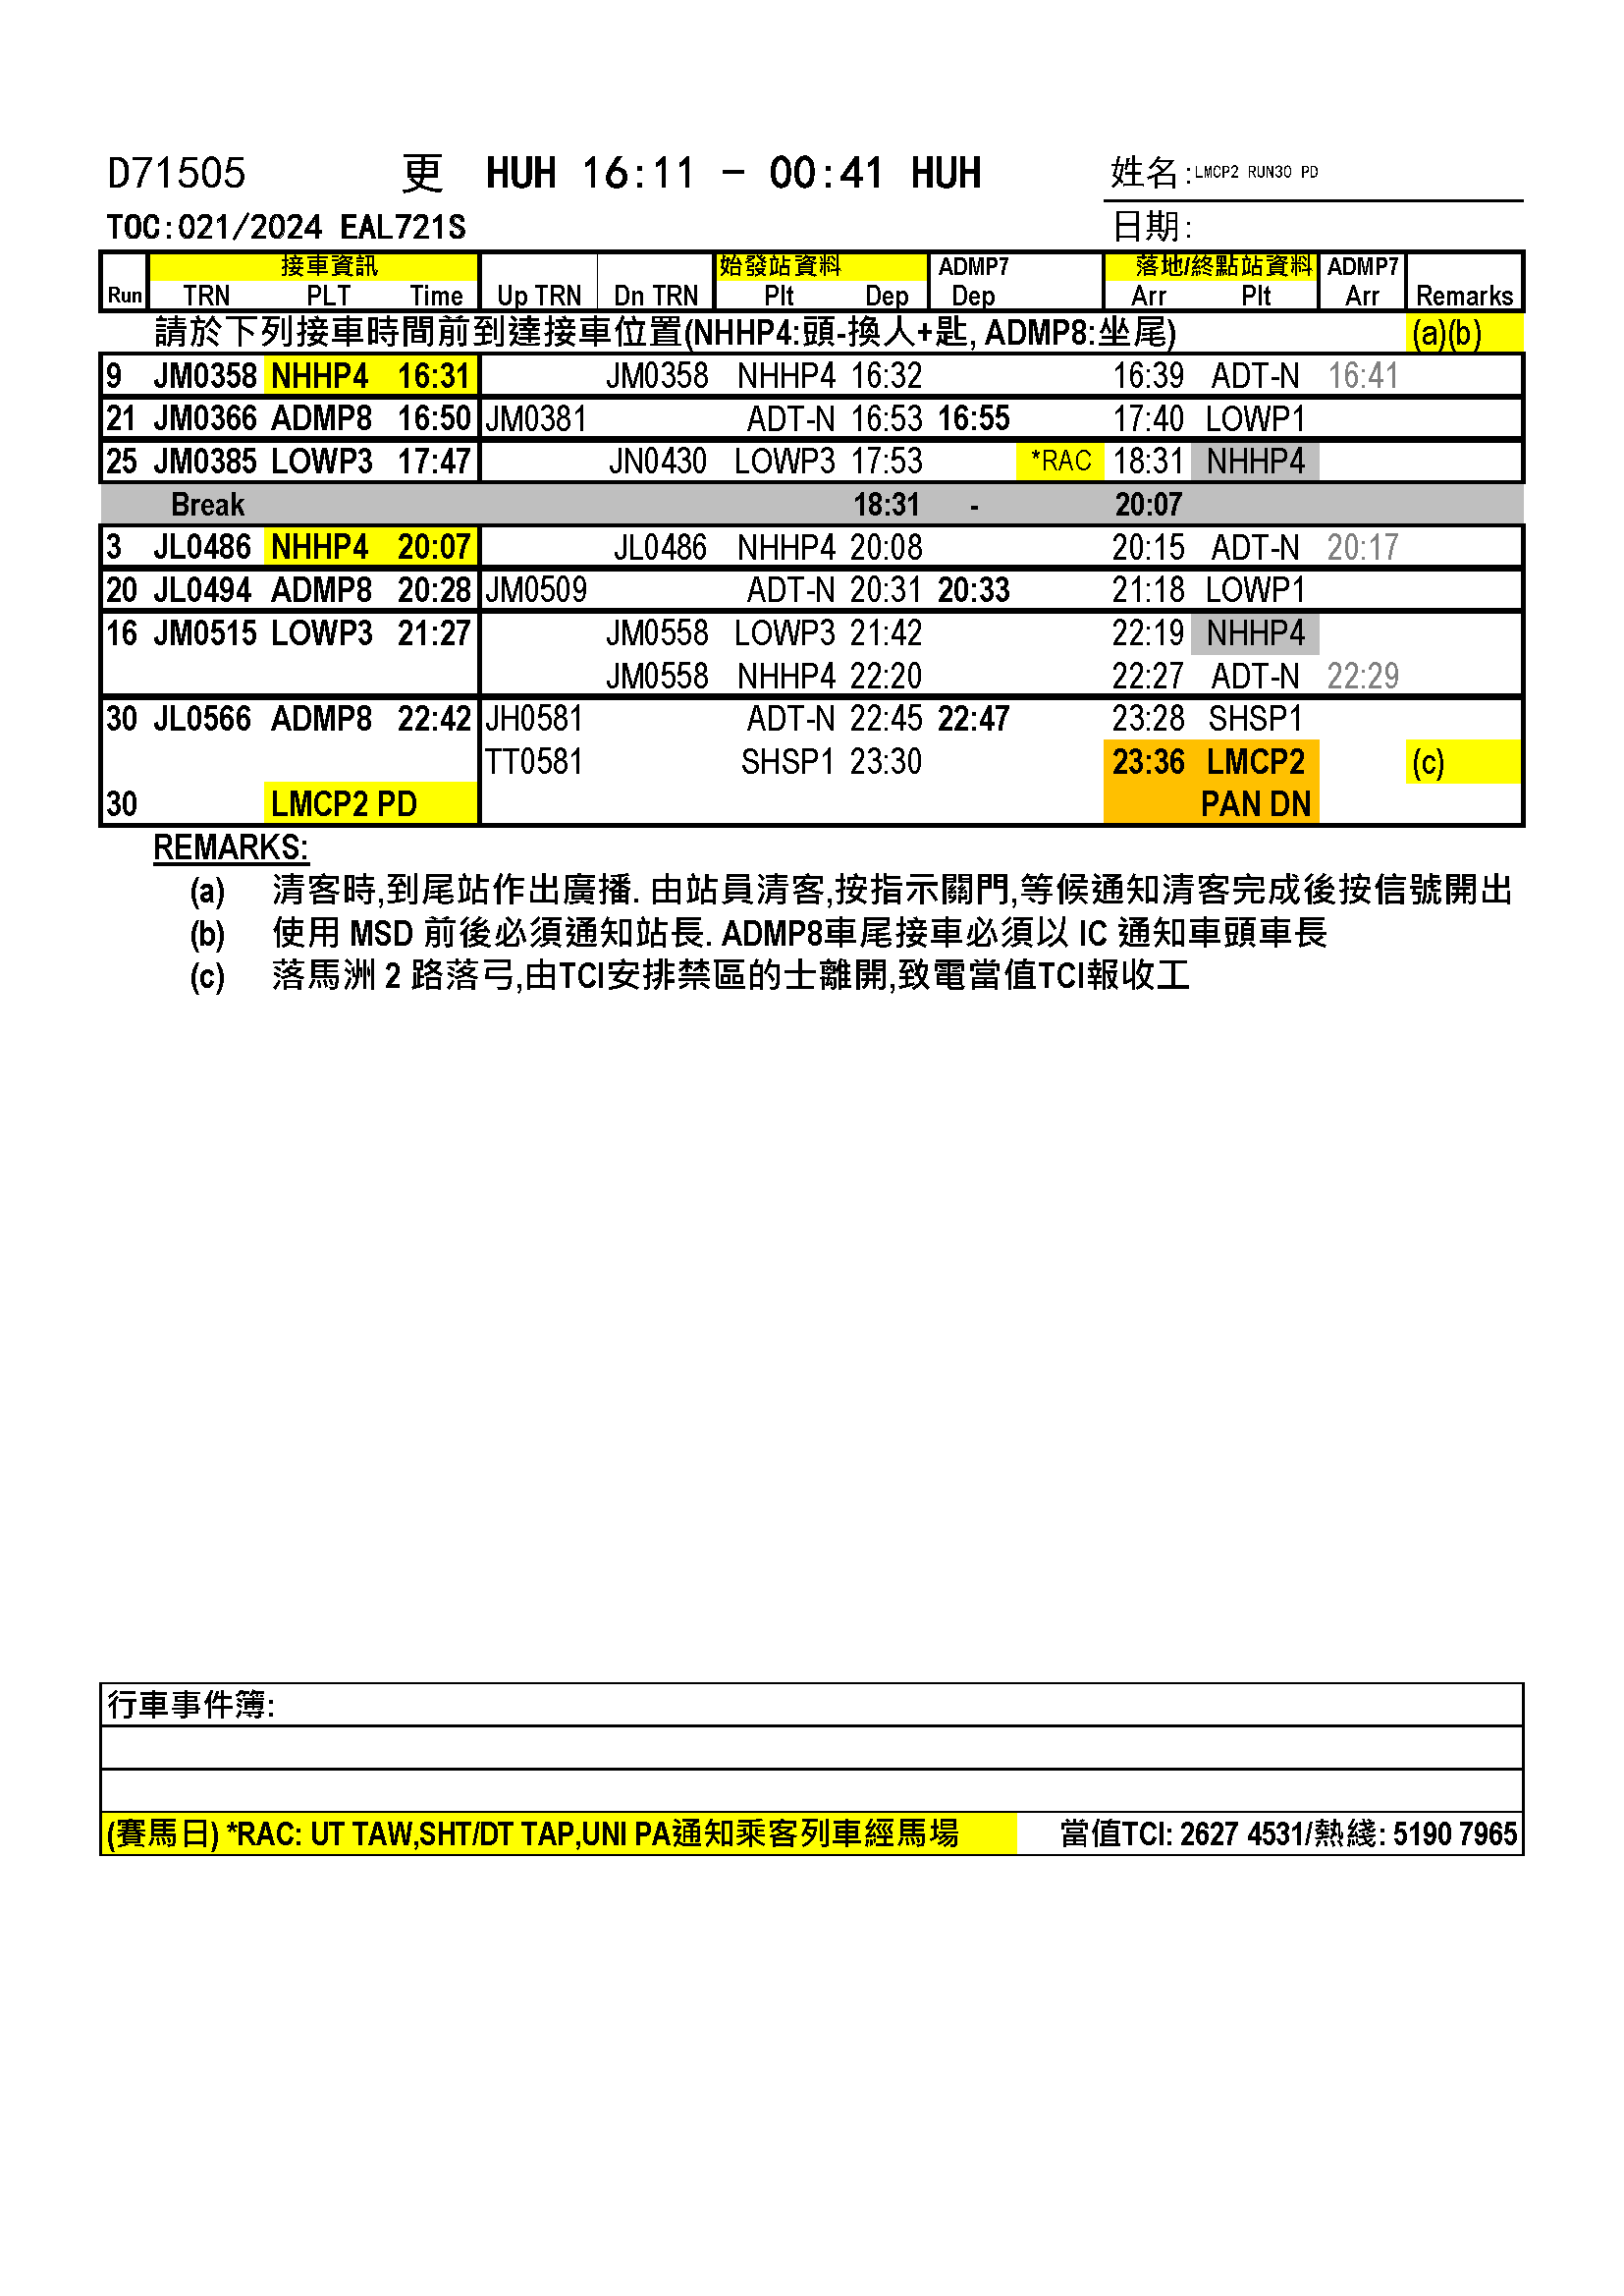 D71505 更 HUH 16:11 - 00:41 HUH 姓名:LMCP2 RUN30 PD
TOC:021/2024 EAL721S 日期:
接車資訊 始發站資料 ADMP7 落地/終點站資料 ADMP7
Run TRN PLT Time Up TRN Dn TRN Plt Dep Dep Arr Plt Arr Remarks
請於下列接車時間前到達接車位置(NHHP4:頭-換人+匙, ADMP8:坐尾) (a)(b)
9 JM0358 NHHP4 16:31 JM0358 NHHP4 16:32 16:39 ADT-N 16:41
21 JM0366 ADMP8 16:50 JM0381 ADT-N 16:53 16:55 17:40 LOWP1
25 JM0385 LOWP3 17:47 JN0430 LOWP3 17:53 *RAC 18:31 NHHP4
Break 18:31 - 20:07
3 JL0486 NHHP4 20:07 JL0486 NHHP4 20:08 20:15 ADT-N 20:17
20 JL0494 ADMP8 20:28 JM0509 ADT-N 20:31 20:33 21:18 LOWP1
16 JM0515 LOWP3 21:27 JM0558 LOWP3 21:42 22:19 NHHP4
JM0558 NHHP4 22:20 22:27 ADT-N 22:29
30 JL0566 ADMP8 22:42 JH0581 ADT-N 22:45 22:47 23:28 SHSP1
TT0581 SHSP1 23:30 23:36 LMCP2 (c)
30 LMCP2 PD PAN DN
REMARKS:
(a) 清客時,到尾站作出廣播. 由站員清客,按指示關門,等候通知清客完成後按信號開出
(b) 使用 MSD 前後必須通知站長. ADMP8車尾接車必須以 IC 通知車頭車長
(c) 落馬洲 2 路落弓,由TCI安排禁區的士離開,致電當值TCI報收工
行車事件簿:
(賽馬日) *RAC: UT TAW,SHT/DT TAP,UNI PA通知乘客列車經馬場 當值TCI: 2627 4531/熱綫: 5190 7965